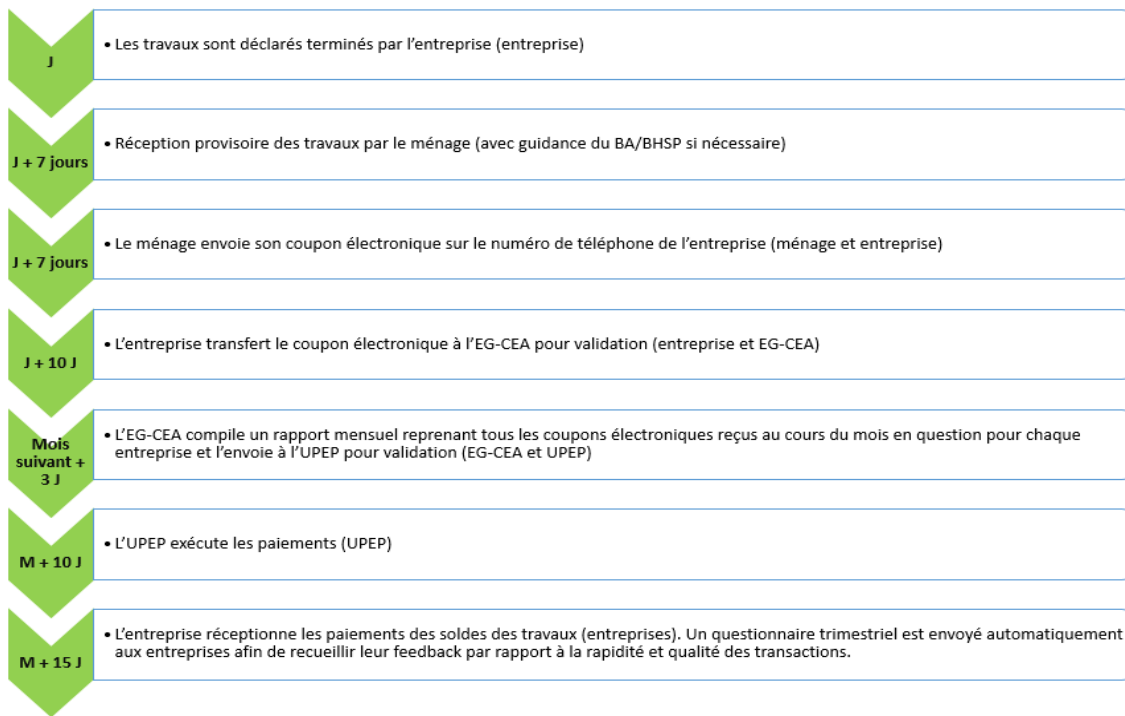 J
• Les travaux sont déclarés terminés par l'entreprise (entreprise)
J + 7 jours
• Réception provisoire des travaux par le ménage (avec guidance du BA/BHSP si nécessaire)
J + 7 jours
• Le ménage envoie son coupon électronique sur le numéro de téléphone de l'entreprise (ménage et entreprise)
J + 10 J
• L'entreprise transfert le coupon électronique à l'EG-CEA pour validation (entreprise et EG-CEA)
Mois
suivant +
3 J
• L'EG-CEA compile un rapport mensuel reprenant tous les coupons électroniques reçus au cours du mois en question pour chaque
entreprise et l'envoie à l'UPEP pour validation (EG-CEA et UPEP)
M + 10 J
• L'UPEP exécute les paiements (UPEP)
M + 15 J
• L'entreprise réceptionne les paiements des soldes des travaux (entreprises). Un questionnaire trimestriel est envoyé automatiquement
aux entreprises afin de recueillir leur feedback par rapport à la rapidité et qualité des transactions.